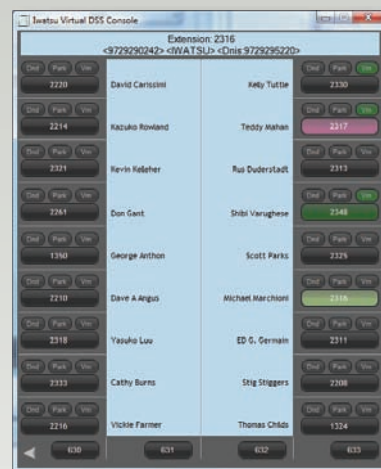 Iwatsu Virtual DSS Console
Extension: 2316
<9729290242> <IWATSU> <Dnis:9729295220>
Dnd Park Vm Dnd Park Vm
2220 David Carissimi Kelly Tuttle 2330
Dnd Park Vm Dnd Park Vm
2214 Kazuko Rowland Teddy Mahan 2317
Dnd Park Vm Dnd Park Vm
2321 Kevin Kelleher Rus Duderstadt 2313
Dnd Park Vm Dnd Park Vm
2261 Don Gant Shibi Varughese 2348
Dnd Park Vm Dnd Park Vm
1350 George Anthon Scott Parks 2325
Dnd Park Vm Dnd Park Vm
2210 Dave A Angus Michael Marchioni 2316
Dnd Park Vm Dnd Park Vm
2318 Yasuko Luu ED G. Germain 2311
Dnd Park Vm Dnd Park Vm
2333 Cathy Burns Stig Stiggers 2208
Dnd Park Vm Dnd Park Vm
2216 Vickie Farmer Thomas Childs 1324
630 631 632 633